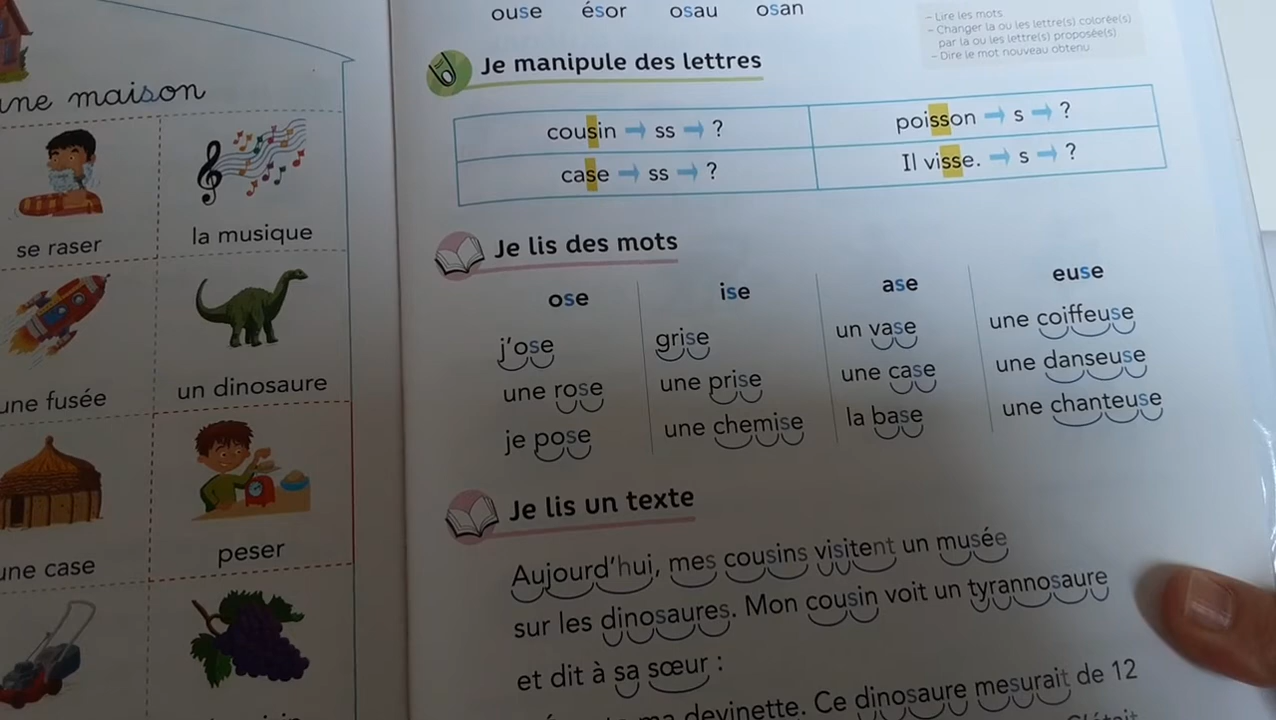 une maison
se raser
la musique
une fusée
un dinosaure
une case
peser
ouse ésor osau osan
– Lire les mots
– Changer la ou les lettre(s) colorée(s)
par la ou les lettre(s) proposée(s)
– Dire le mot nouveau obtenu
Je manipule des lettres
cousin → ss → ?
poisson → s → ?
case → ss → ?
Il visse. → s → ?
Je lis des mots
ose
j'ose
une rose
je pose
ise
grise
une prise
une chemise
ase
un vase
une case
la base
euse
une coiffeuse
une danseuse
une chanteuse
Je lis un texte
Aujourd'hui, mes cousins visitent un musée
sur les dinosaures. Mon cousin voit un tyrannosaure
et dit à sa sœur :
ma devinette. Ce dinosaure mesurait de 12